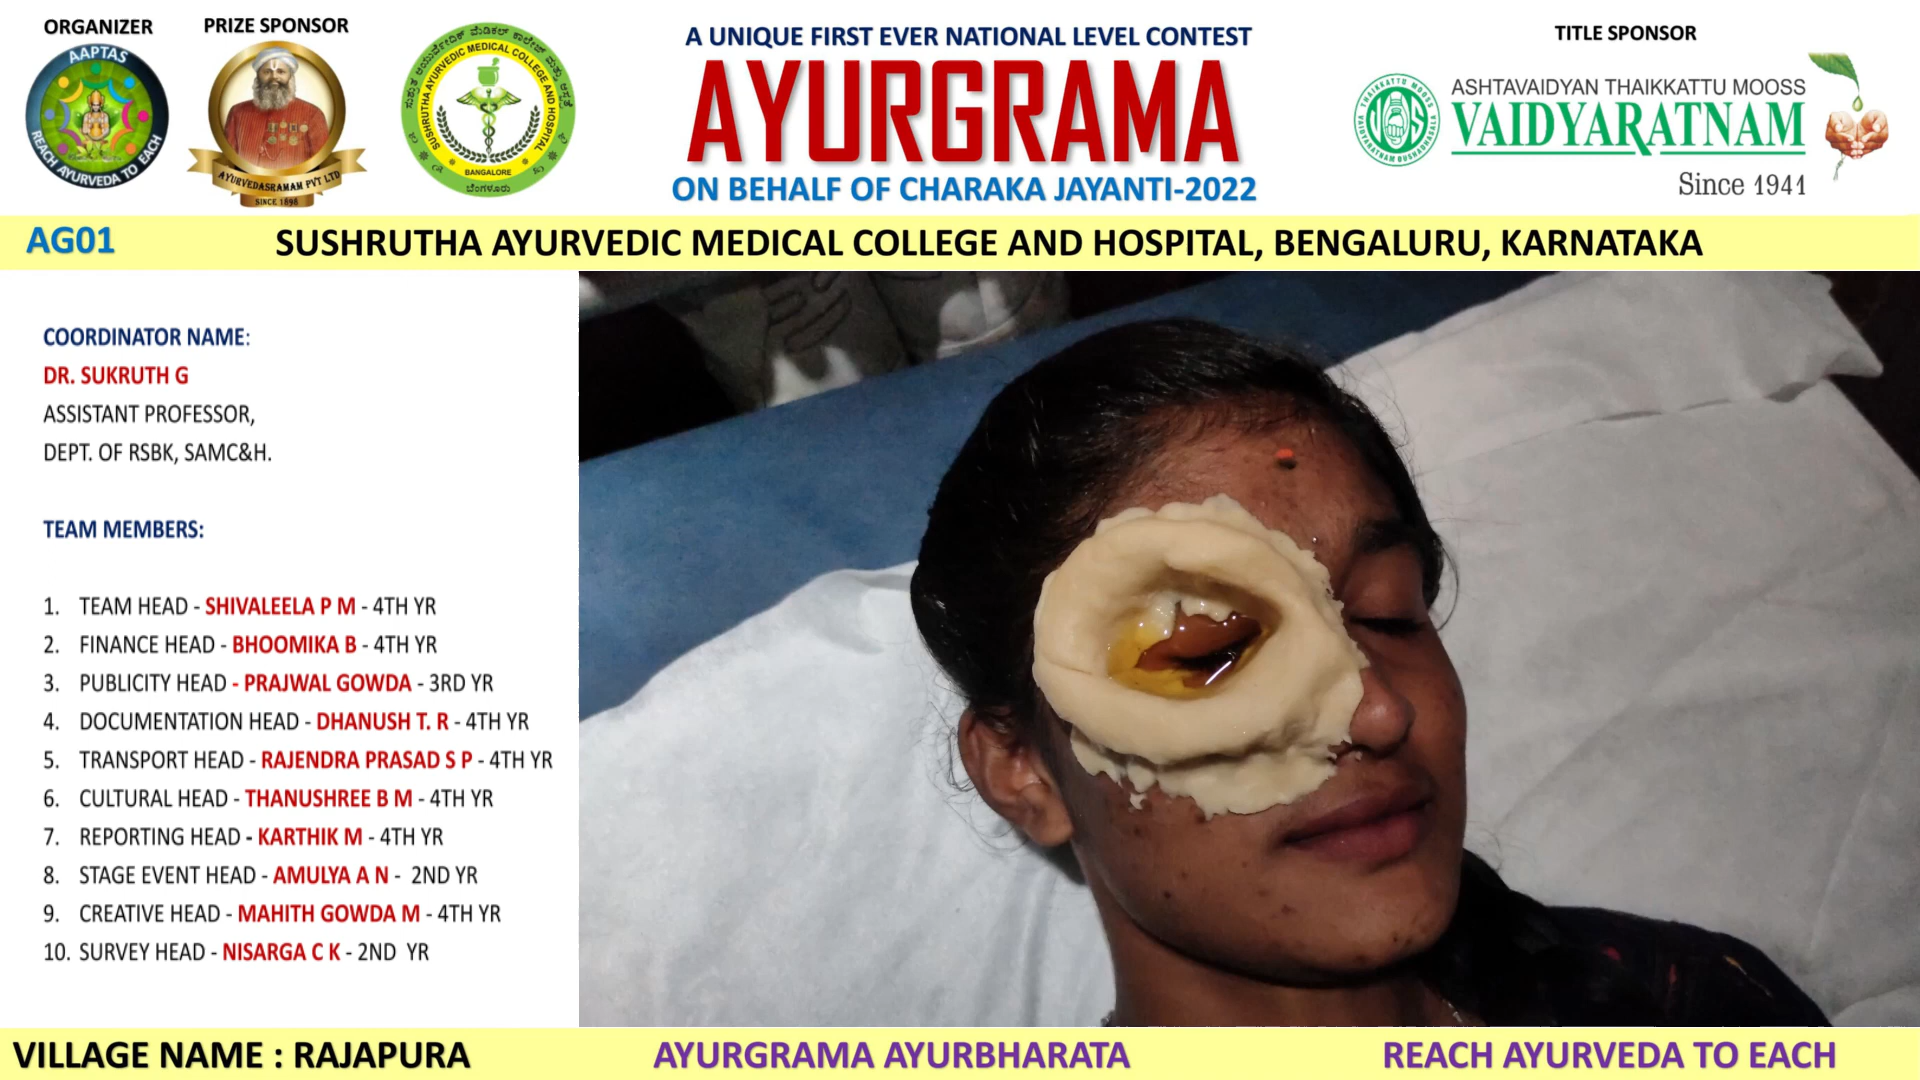 ORGANIZER
AAPTAS
REACH AYURVEDA TO EACH
PRIZE SPONSOR
AYURVEDASRAMAM PVT LTD
SINCE 1898
SUSHRUTHA AYURVEDIC MEDICAL COLLEGE AND HOSPITAL
BANGALORE
ಬೆಂಗಳೂರು
A UNIQUE FIRST EVER NATIONAL LEVEL CONTEST
AYURGRAMA
ON BEHALF OF CHARAKA JAYANTI-2022
TITLE SPONSOR
THAIKKATTU MOOSS
VAIDYARATNAM OUSHADHASALA
ASHTAVAIDYAN THAIKKATTU MOOSS
VAIDYARATNAM
Since 1941
AG01
SUSHRUTHA AYURVEDIC MEDICAL COLLEGE AND HOSPITAL, BENGALURU, KARNATAKA
COORDINATOR NAME:
DR. SUKRUTH G
ASSISTANT PROFESSOR,
DEPT. OF RSBK, SAMC&H.
TEAM MEMBERS:
1. TEAM HEAD - SHIVALEELA P M - 4TH YR
2. FINANCE HEAD - BHOOMIKA B - 4TH YR
3. PUBLICITY HEAD - PRAJWAL GOWDA - 3RD YR
4. DOCUMENTATION HEAD - DHANUSH T. R - 4TH YR
5. TRANSPORT HEAD - RAJENDRA PRASAD S P - 4TH YR
6. CULTURAL HEAD - THANUSHREE B M - 4TH YR
7. REPORTING HEAD - KARTHIK M - 4TH YR
8. STAGE EVENT HEAD - AMULYA A N - 2ND YR
9. CREATIVE HEAD - MAHITH GOWDA M - 4TH YR
10. SURVEY HEAD - NISARGA C K - 2ND YR
VILLAGE NAME : RAJAPURA
AYURGRAMA AYURBHARATA
REACH AYURVEDA TO EACH